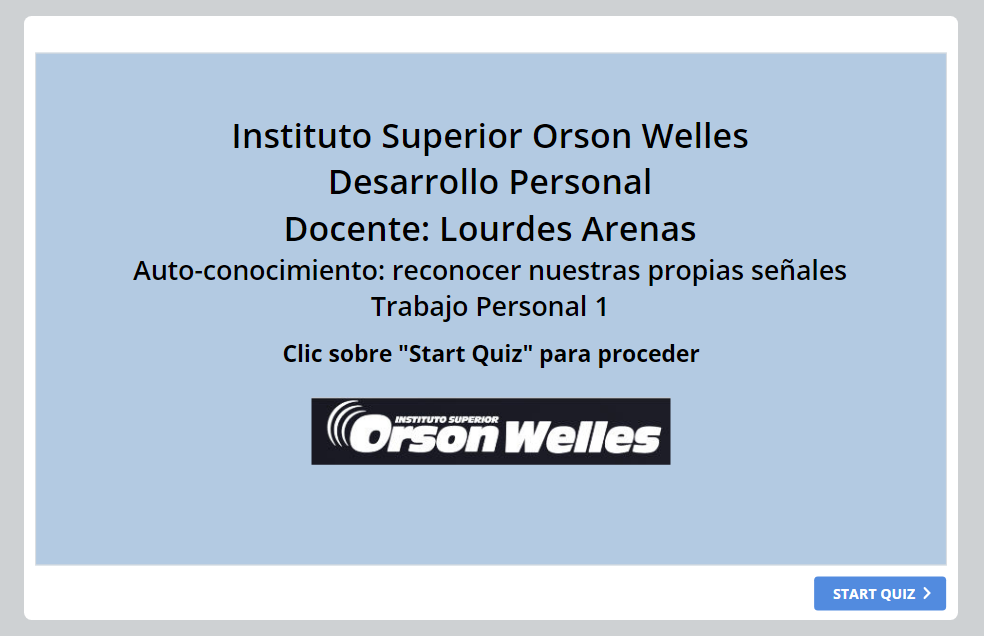 Instituto Superior Orson Welles
Desarrollo Personal
Docente: Lourdes Arenas
Auto-conocimiento: reconocer nuestras propias señales
Trabajo Personal 1
Clic sobre "Start Quiz" para proceder
INSTITUTO SUPERIOR
Orson Welles
START QUIZ